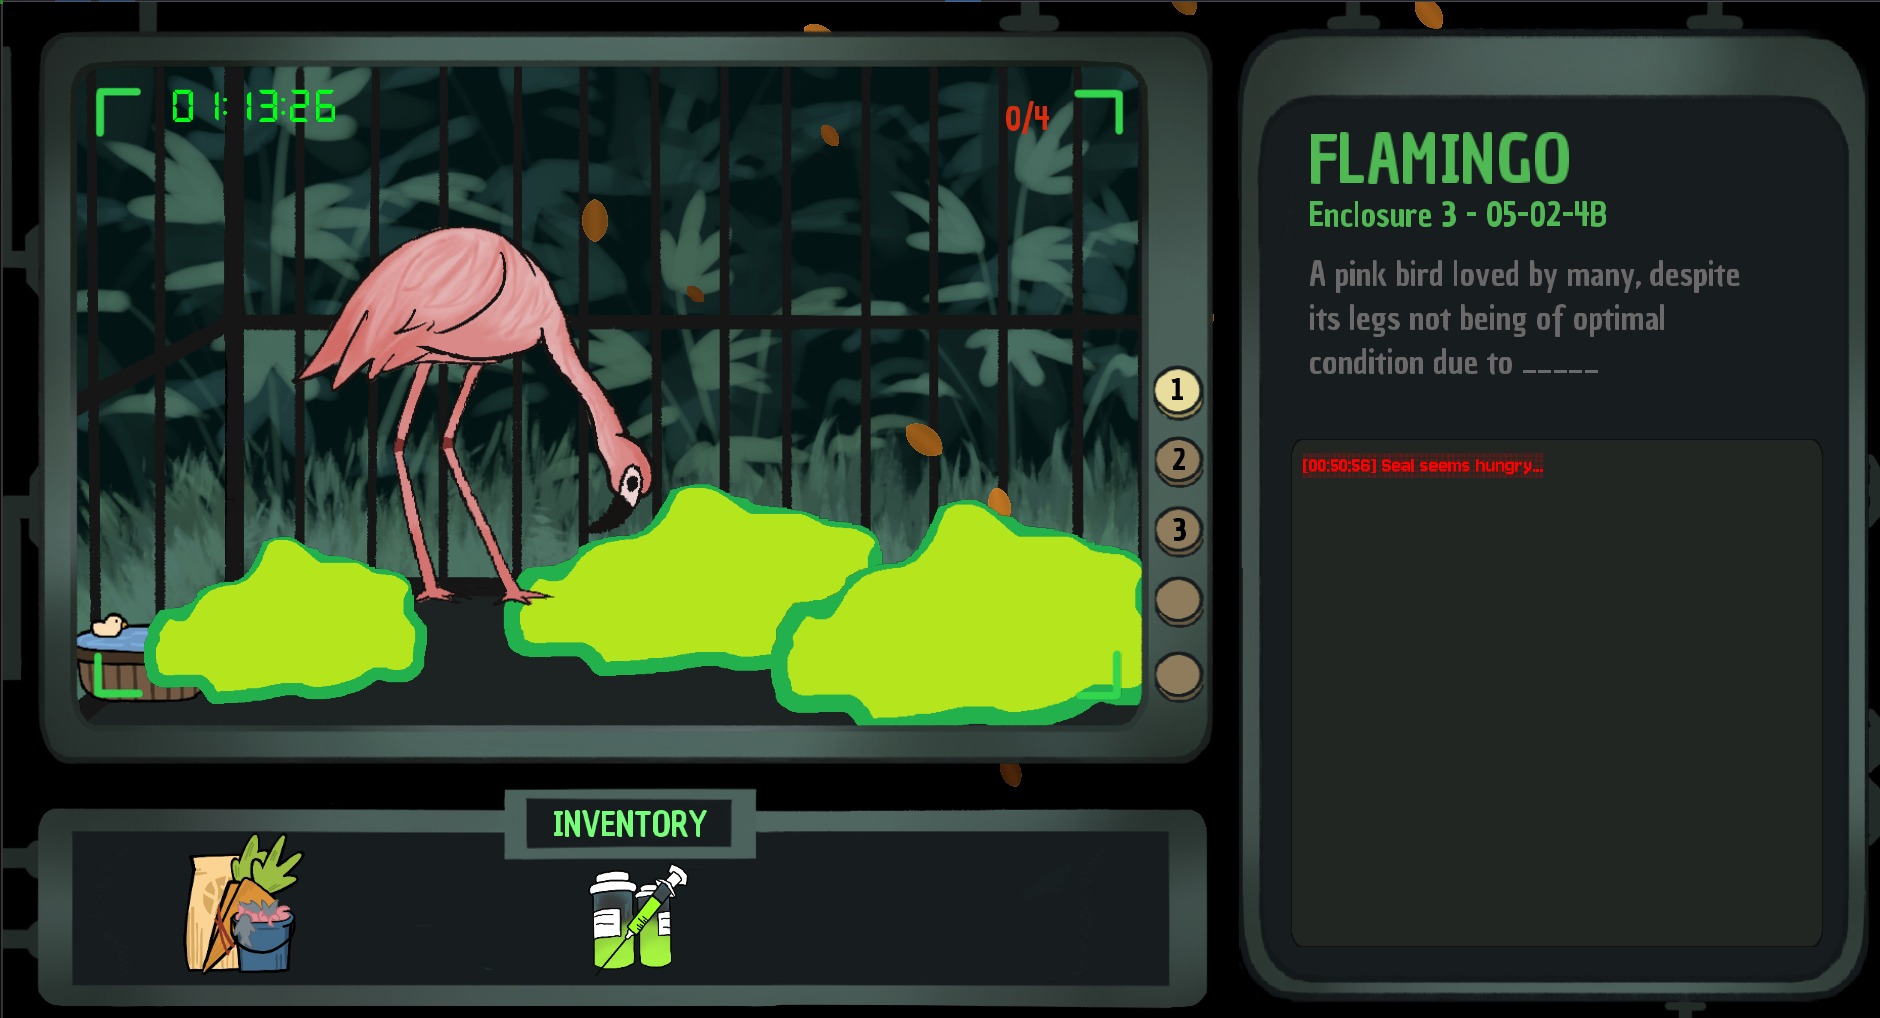 01:13:26
0/4
1
2
3
INVENTORY
FLAMINGO
Enclosure 3 - 05-02-4B
A pink bird loved by many, despite
its legs not being of optimal
condition due to _____
[00:50:56] Seal seems hungry...